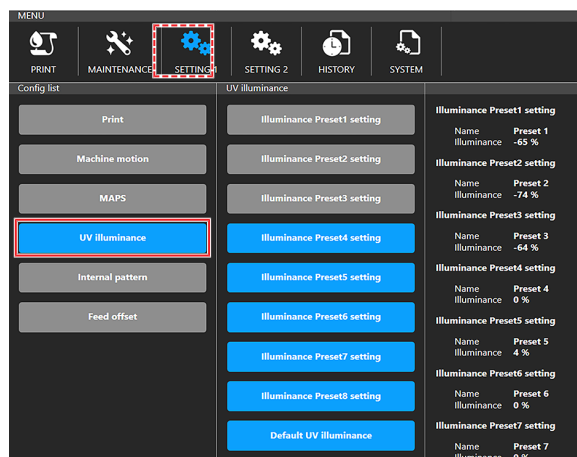 MENU
PRINT
MAINTENANCE
SETTING 1
SETTING 2
HISTORY
SYSTEM
Config list
Print
Machine motion
MAPS
UV illuminance
Internal pattern
Feed offset
UV illuminance
Illuminance Preset1 setting
Illuminance Preset2 setting
Illuminance Preset3 setting
Illuminance Preset4 setting
Illuminance Preset5 setting
Illuminance Preset6 setting
Illuminance Preset7 setting
Illuminance Preset8 setting
Default UV illuminance
Illuminance Preset1 setting
Name Preset 1
Illuminance -65 %
Illuminance Preset2 setting
Name Preset 2
Illuminance -74 %
Illuminance Preset3 setting
Name Preset 3
Illuminance -64 %
Illuminance Preset4 setting
Name Preset 4
Illuminance 0 %
Illuminance Preset5 setting
Name Preset 5
Illuminance 4 %
Illuminance Preset6 setting
Name Preset 6
Illuminance 0 %
Illuminance Preset7 setting
Name Preset 7